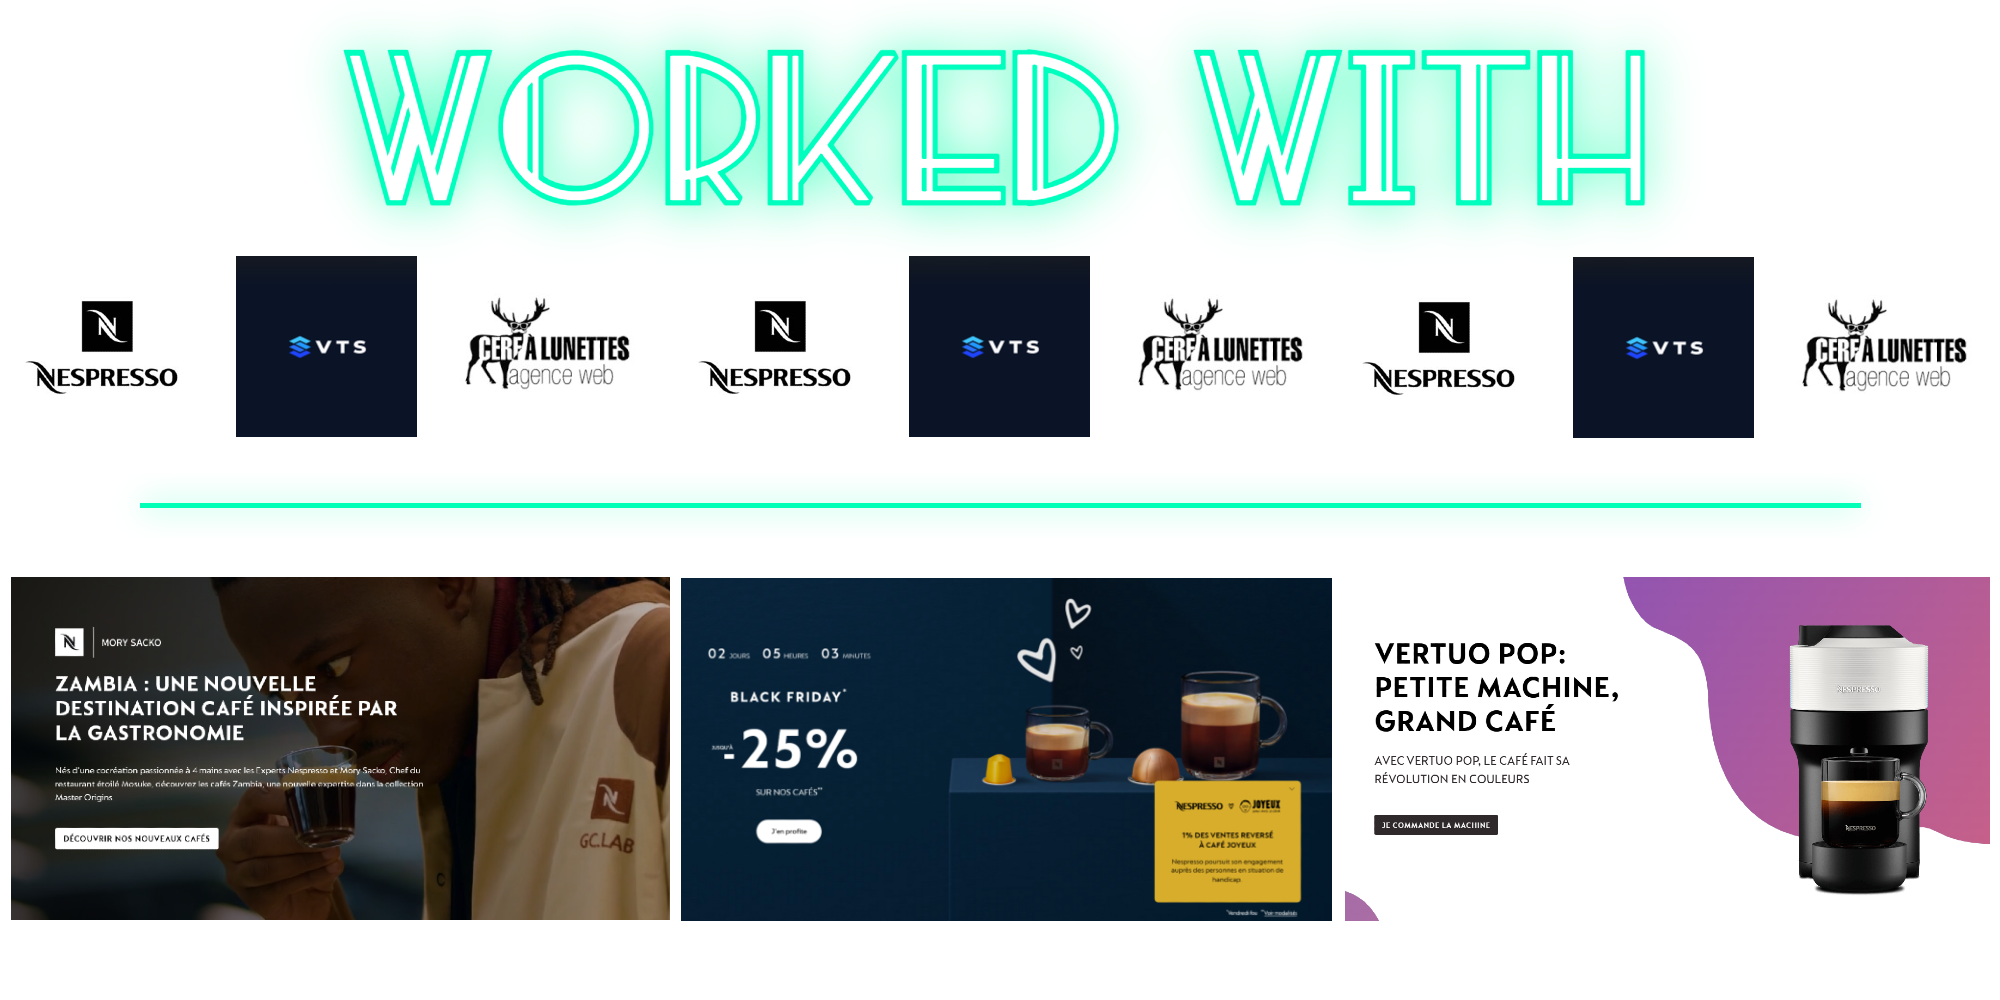 WORKED WITH
NESPRESSO
VTS
CERF À LUNETTES
agence web
NESPRESSO
VTS
CERF À LUNETTES
agence web
NESPRESSO
VTS
CERF À LUNETTES
agence web
MORY SACKO
ZAMBIA : UNE NOUVELLE
DESTINATION CAFÉ INSPIRÉE PAR
LA GASTRONOMIE
Nés d'une cocréation passionnée à 4 mains avec les Experts Nespresso et Mory Sacko, Chef du
restaurant étoilé Mosuke, découvrez les cafés Zambia, une nouvelle expertise dans la collection
Master Origins
DÉCOUVRIR NOS NOUVEAUX CAFÉS
GC.LAB
02 JOURS 05 HEURES 03 MINUTES
BLACK FRIDAY*
JUSQU'À
-25%
SUR NOS CAFÉS**
J'en profite
NESPRESSO JOYEUX
1% DES VENTES REVERSÉ
À CAFÉ JOYEUX
Nespresso poursuit son engagement
auprès des personnes en situation de
handicap
*Vendredi fou **Voir modalités
VERTUO POP:
PETITE MACHINE,
GRAND CAFÉ
AVEC VERTUO POP, LE CAFÉ FAIT SA
RÉVOLUTION EN COULEURS
JE COMMANDE LA MACHINE
NESPRESSO
NESPRESSO